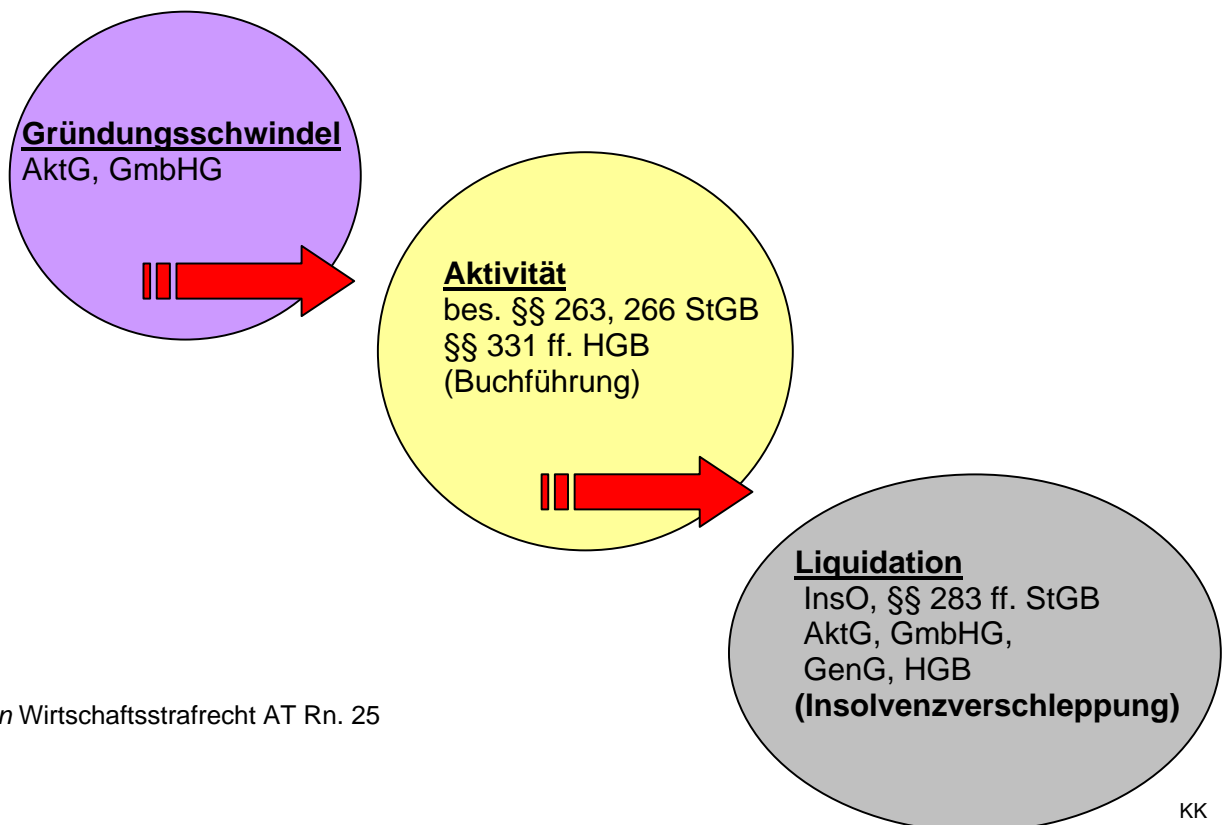 Gründungsschwindel
AktG, GmbHG
Aktivität
bes. §§ 263, 266 StGB
§§ 331 ff. HGB
(Buchführung)
Liquidation
InsO, §§ 283 ff. StGB
AktG, GmbHG,
GenG, HGB
(Insolvenzverschleppung)
n Wirtschaftsstrafrecht AT Rn. 25
KK